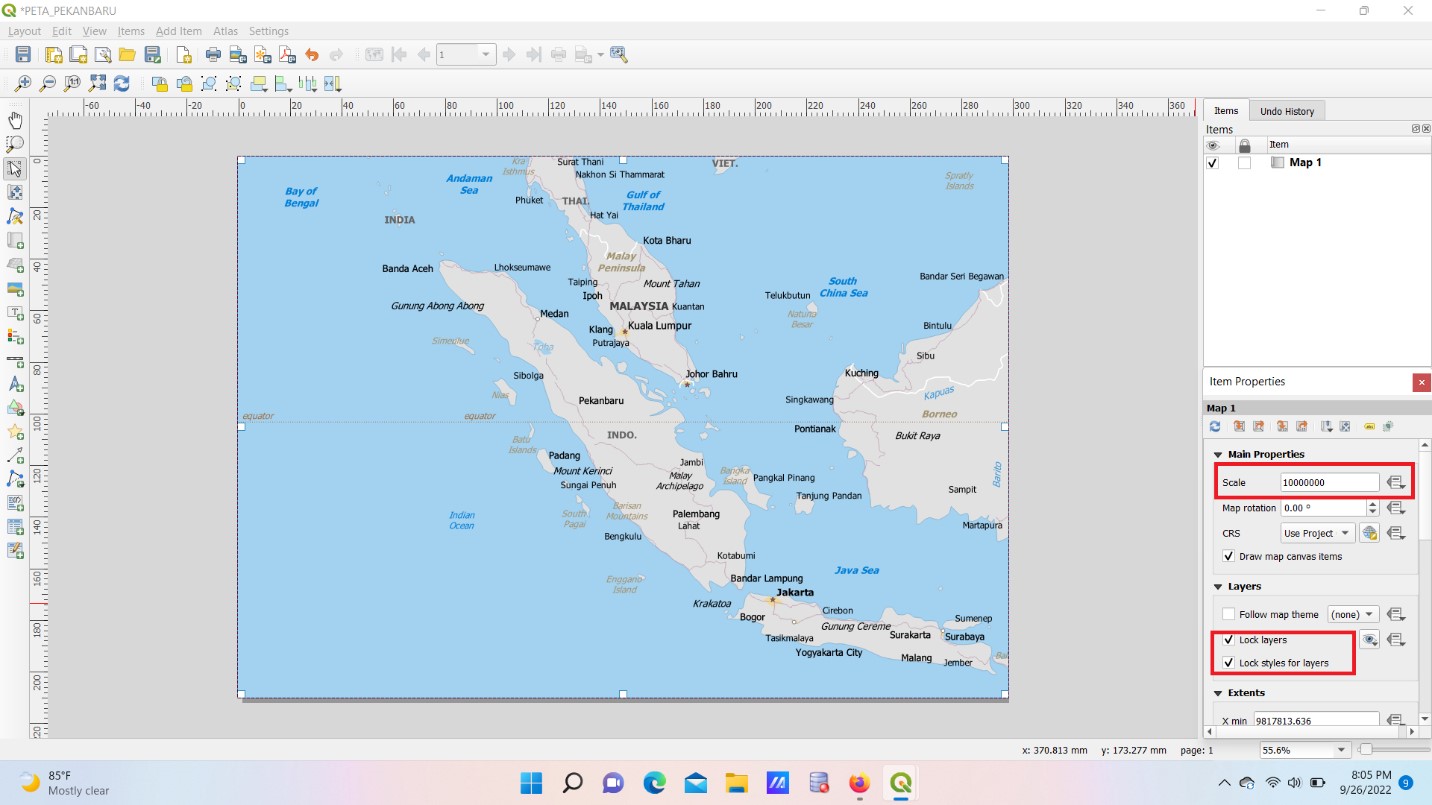 *PETA_PEKANBARU
Layout Edit View Items Add Item Atlas Settings
1
-60 -40 -20 0 20 40 60 80 100 120 140 160 180 200 220 240 260 280 300 320 340 360
0
20
40
60
80
100
120
140
160
180
200
220
Kra Isthmus
Surat Thani
VIET.
Nakhon Si Thammarat
Andaman
Sea
Spratly
Islands
Bay of
Bengal
Phuket
THAI.
Gulf of
Thailand
INDIA
Hat Yai
Kota Bharu
Malay
Peninsula
Banda Aceh
Lhokseumawe
Taiping
Mount Tahan
South
China Sea
Bandar Seri Begawan
Gunung Abong Abong
Ipoh
MALAYSIA
Kuantan
Telukbutun
Natuna
Besar
Medan
Klang
Kuala Lumpur
Bintulu
Simeulue
Toba
Putrajaya
Sibu
Sibolga
Johor Bahru
Kuching
Nias
Pekanbaru
Singkawang
Kapuas
equator
equator
Borneo
Batu
Islands
INDO.
Pontianak
Bukit Raya
Padang
Jambi
Mount Kerinci
Malay
Archipelago
Bangka
Island
Pangkal Pinang
Barito
Sungai Penuh
Sampit
Tanjung Pandan
Indian
Ocean
South
Pagai
Barisan
Mountains
Palembang
Lahat
Martapura
Bengkulu
Kotabumi
Enggano
Island
Bandar Lampung
Java Sea
Krakatoa
Jakarta
Bogor
Cirebon
Gunung Cereme
Sumenep
Tasikmalaya
Surakarta
Surabaya
Yogyakarta City
Malang
Jember
Bali
Items Undo History
Items
Item
Map 1
Item Properties
Map 1
Main Properties
Scale 10000000
Map rotation 0.00 °
CRS Use Project
Draw map canvas items
Layers
Follow map theme (none)
Lock layers
Lock styles for layers
Extents
X min 9817813.636
x: 370.813 mm y: 173.277 mm page: 1 55.6%
85°F
Mostly clear
8:05 PM
9/26/2022
9